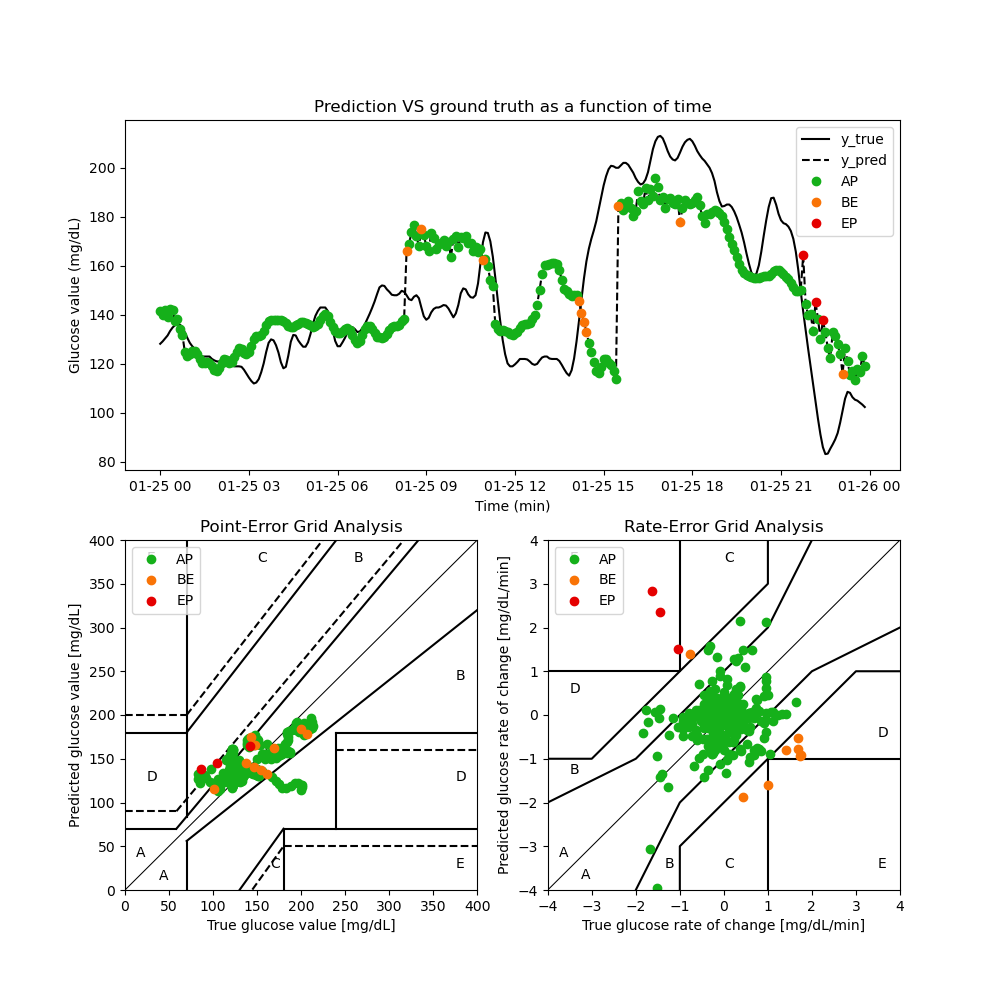 Prediction VS ground truth as a function of time
Glucose value (mg/dL)
200
180
160
140
120
100
80
y_true
y_pred
AP
BE
EP
01-25 00 01-25 03 01-25 06 01-25 09 01-25 12 01-25 15 01-25 18 01-25 21 01-26 00
Time (min)
Point-Error Grid Analysis
Predicted glucose value [mg/dL]
400
350
300
250
200
150
100
50
0
AP
BE
EP
C B
B
D D
A
A C E
0 50 100 150 200 250 300 350 400
True glucose value [mg/dL]
Rate-Error Grid Analysis
Predicted glucose rate of change [mg/dL/min]
4
3
2
1
0
−1
−2
−3
−4
AP
BE
EP
C
D
D
B
A
A B C E
−4 −3 −2 −1 0 1 2 3 4
True glucose rate of change [mg/dL/min]